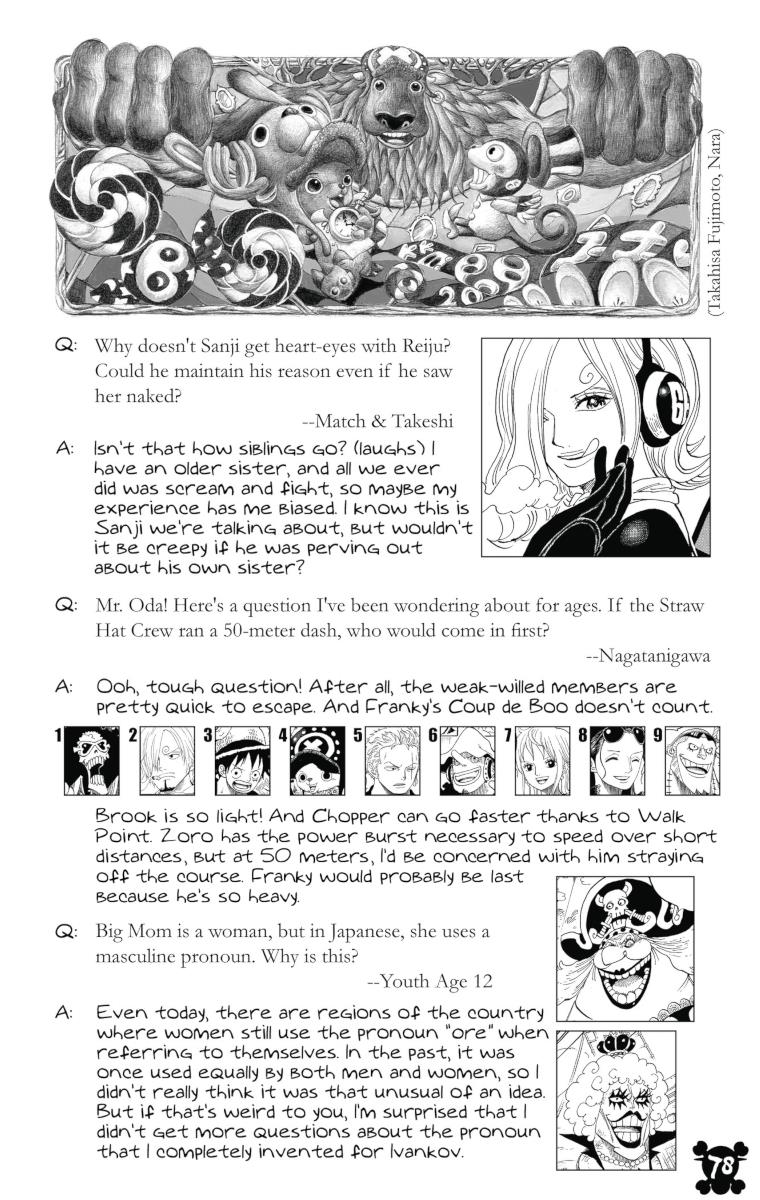 (Takahisa Fujimoto, Nara)
Q: Why doesn't Sanji get heart-eyes with Reiju?
Could he maintain his reason even if he saw
her naked?
--Match & Takeshi
A: Isn't that how siblings go? (laughs) I
have an older sister, and all we ever
did was scream and fight, so maybe my
experience has me biased. I know this is
Sanji we're talking about, but wouldn't
it be creepy if he was perving out
about his own sister?
Q: Mr. Oda! Here's a question I've been wondering about for ages. If the Straw
Hat Crew ran a 50-meter dash, who would come in first?
--Nagatanigawa
A: Ooh, tough question! After all, the weak-willed members are
pretty quick to escape. And Franky's Coup de Boo doesn't count.
1 2 3 4 5 6 7 8 9
Brook is so light! And Chopper can go faster thanks to Walk
Point. Zoro has the power burst necessary to speed over short
distances, but at 50 meters, I'd be concerned with him straying
off the course. Franky would probably be last
because he's so heavy.
Q: Big Mom is a woman, but in Japanese, she uses a
masculine pronoun. Why is this?
--Youth Age 12
A: Even today, there are regions of the country
where women still use the pronoun "ore" when
referring to themselves. In the past, it was
once used equally by both men and women, so I
didn't really think it was that unusual of an idea.
But if that's weird to you, I'm surprised that I
didn't get more questions about the pronoun
that I completely invented for Ivankov.
78